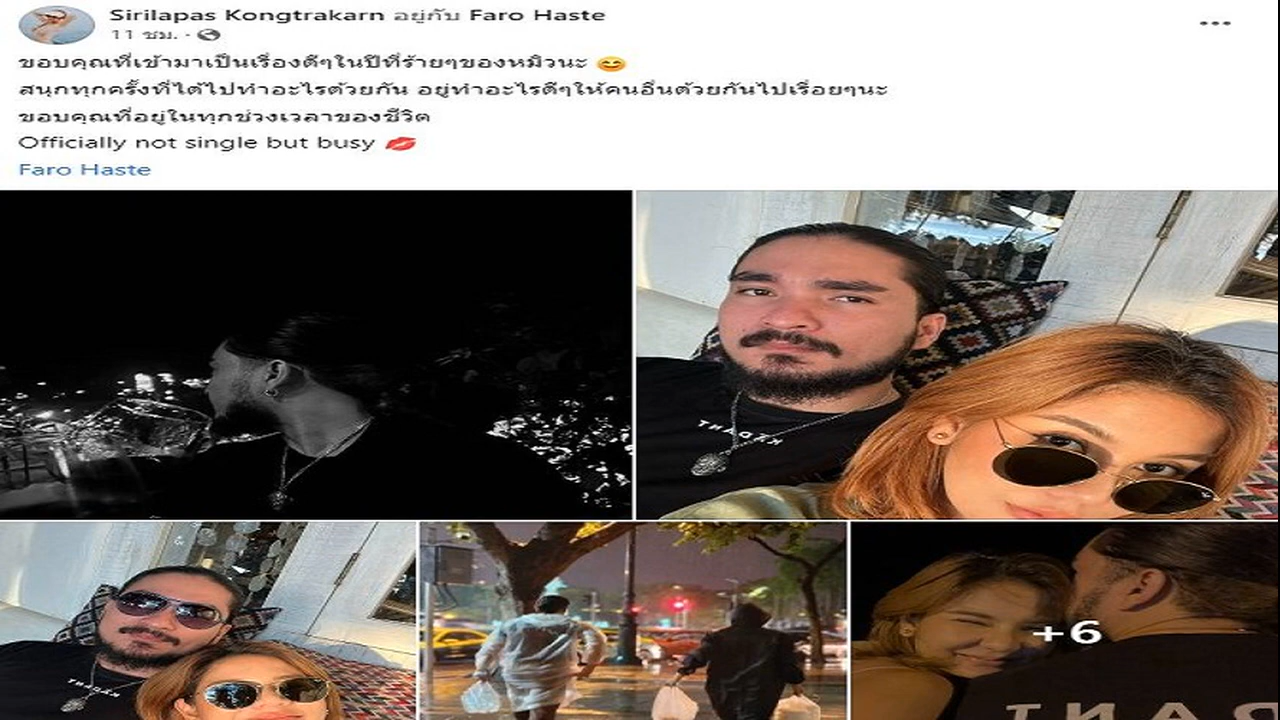 Sirilapas Kongtrakarn อยู่กับ Faro Haste
11 ชม. ·
ขอบคุณที่เข้ามาเป็นเรื่องดีๆในปีที่ร้ายๆของหมิวนะ 😊
สนุกทุกครั้งที่ได้ไปทำอะไรด้วยกัน อยู่ทำอะไรดีๆให้คนอื่นด้วยกันไปเรื่อยๆนะ
ขอบคุณที่อยู่ในทุกช่วงเวลาของชีวิต
Officially not single but busy 💋
Faro Haste
KƎDAHT
+6